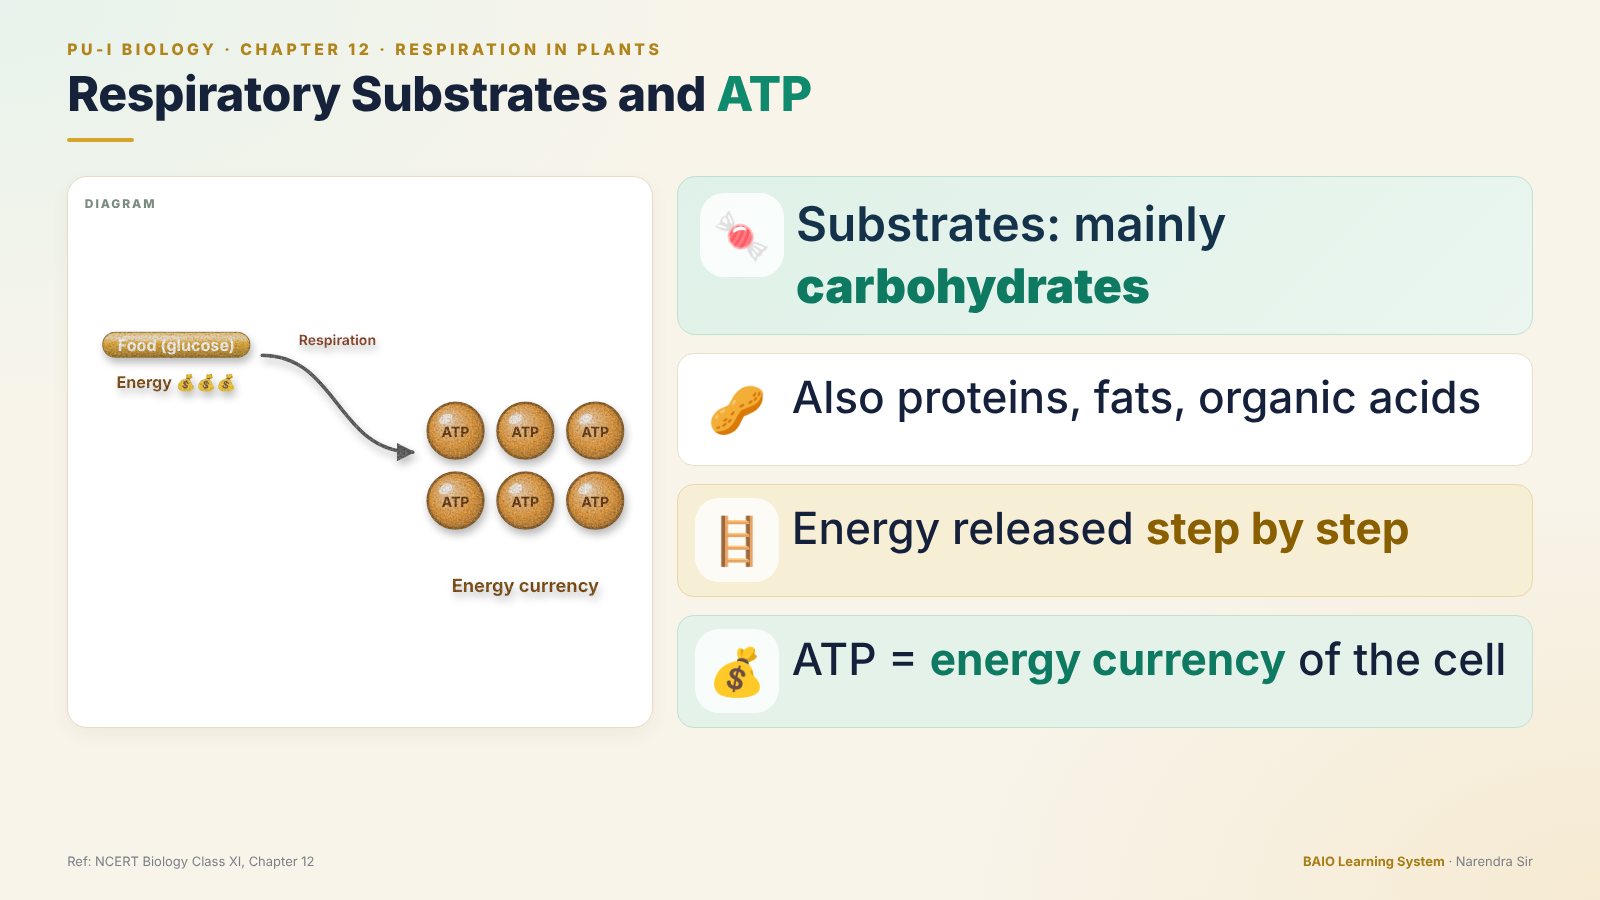 PU-I BIOLOGY · CHAPTER 12 · RESPIRATION IN PLANTS
Respiratory Substrates and ATP
DIAGRAM
Food (glucose)
Energy
Respiration
ATP ATP ATP
ATP ATP ATP
Energy currency
Substrates: mainly
carbohydrates
Also proteins, fats, organic acids
Energy released step by step
ATP = energy currency of the cell
Ref: NCERT Biology Class XI, Chapter 12
BAIO Learning System · Narendra Sir